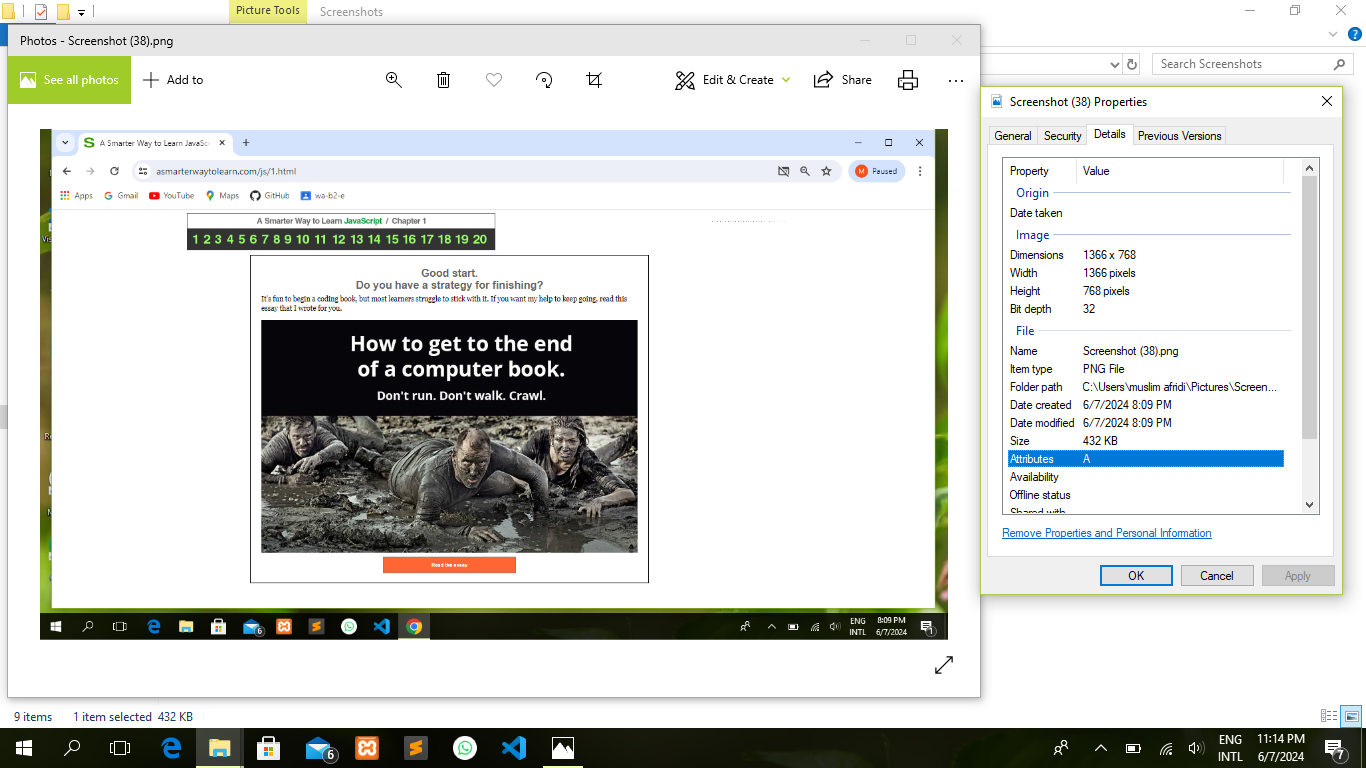 Picture Tools
Screenshots
Photos - Screenshot (38).png
See all photos
Add to
Edit & Create
Share
Search Screenshots
A Smarter Way to Learn JavaSc
asmarterwaytolearn.com/js/1.html
M
Paused
Apps
Gmail
YouTube
Maps
GitHub
wa-b2-e
A Smarter Way to Learn JavaScript / Chapter 1
1 2 3 4 5 6 7 8 9 10 11 12 13 14 15 16 17 18 19 20
Good start.
Do you have a strategy for finishing?
It's fun to begin a coding book, but most learners struggle to stick with it. If you want my help to keep going, read this
essay that I wrote for you.
How to get to the end
of a computer book.
Don't run. Don't walk. Crawl.
Read the essay
6
ENG
INTL
8:09 PM
6/7/2024
1
Screenshot (38) Properties
General
Security
Details
Previous Versions
Property Value
Origin
Date taken
Image
Dimensions 1366 x 768
Width 1366 pixels
Height 768 pixels
Bit depth 32
File
Name Screenshot (38).png
Item type PNG File
Folder path C:\Users\muslim afridi\Pictures\Screen...
Date created 6/7/2024 8:09 PM
Date modified 6/7/2024 8:09 PM
Size 432 KB
Attributes A
Availability
Offline status
Shared with
Remove Properties and Personal Information
OK
Cancel
Apply
9 items
1 item selected 432 KB
6
ENG
INTL
11:14 PM
6/7/2024
7